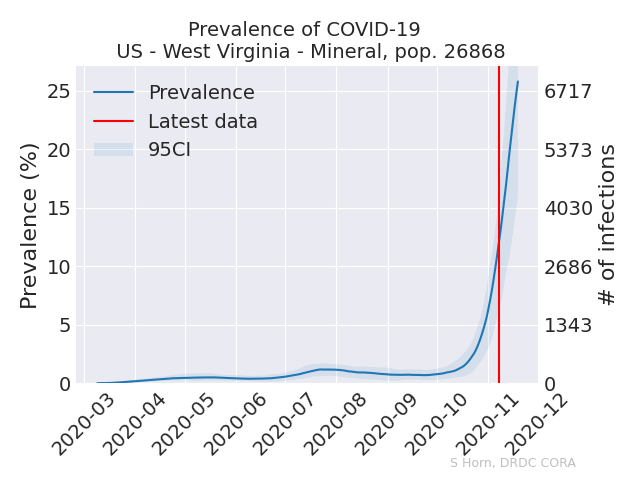 Prevalence of COVID-19
US - West Virginia - Mineral, pop. 26868
Prevalence
Latest data
95CI
Prevalence (%)
25
20
15
10
5
0
6717
5373
4030
2686
1343
0
# of infections
2020-03
2020-04
2020-05
2020-06
2020-07
2020-08
2020-09
2020-10
2020-11
2020-12
S Horn, DRDC CORA